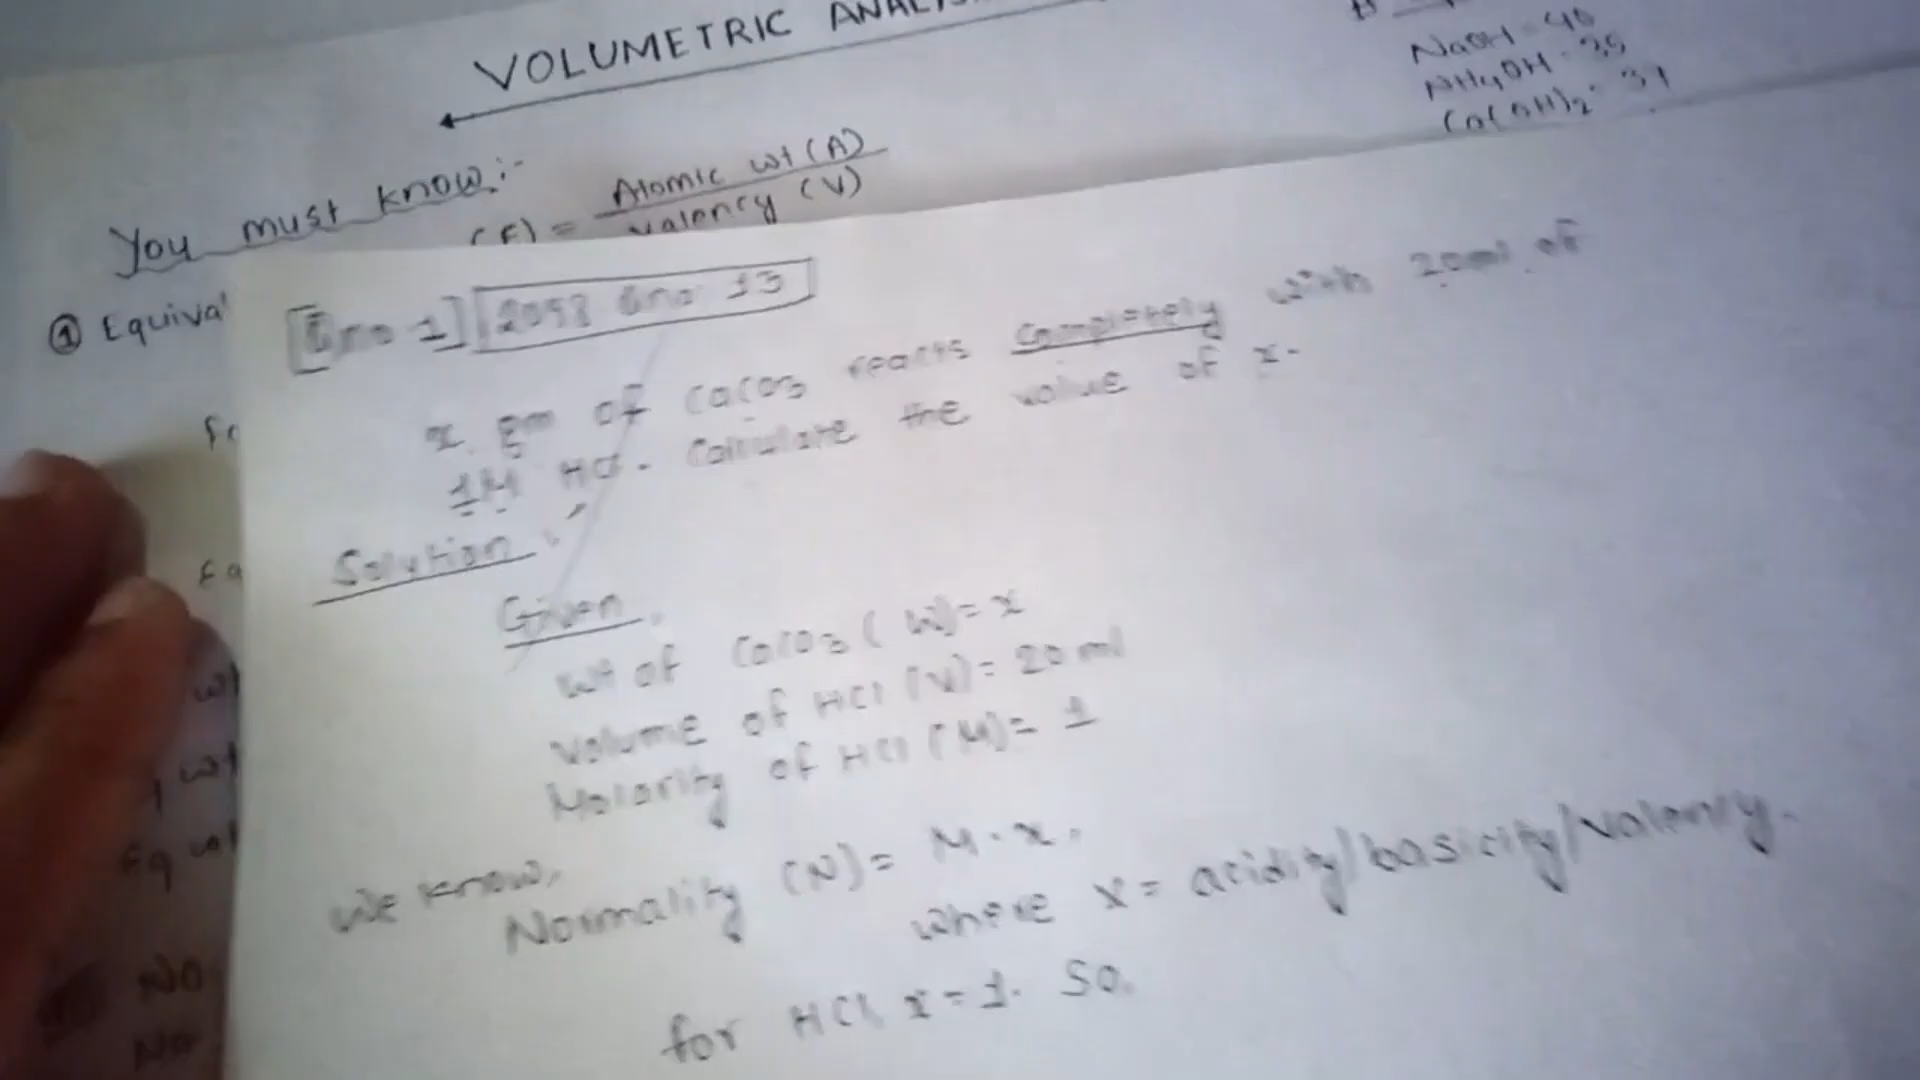 VOLUMETRIC
NaOH - 40
NH4OH - 35
Ca(OH)2 - 37
You must know:-
(E) = Atomic wt (A)
valency (V)
① Equiva
[Qno 1] 2073 Qno 13
x gm of CaCO3 reacts completely with 20ml of
1M HCl. Calculate the value of x.
Solution:
Given,
wt of CaCO3 (W) = x
volume of HCl (V) = 20 ml
Molarity of HCl (M) = 1
We know,
Normality (N) = M.x.
where x = acidity/basicity/valency.
for HCl, x = 1. So,